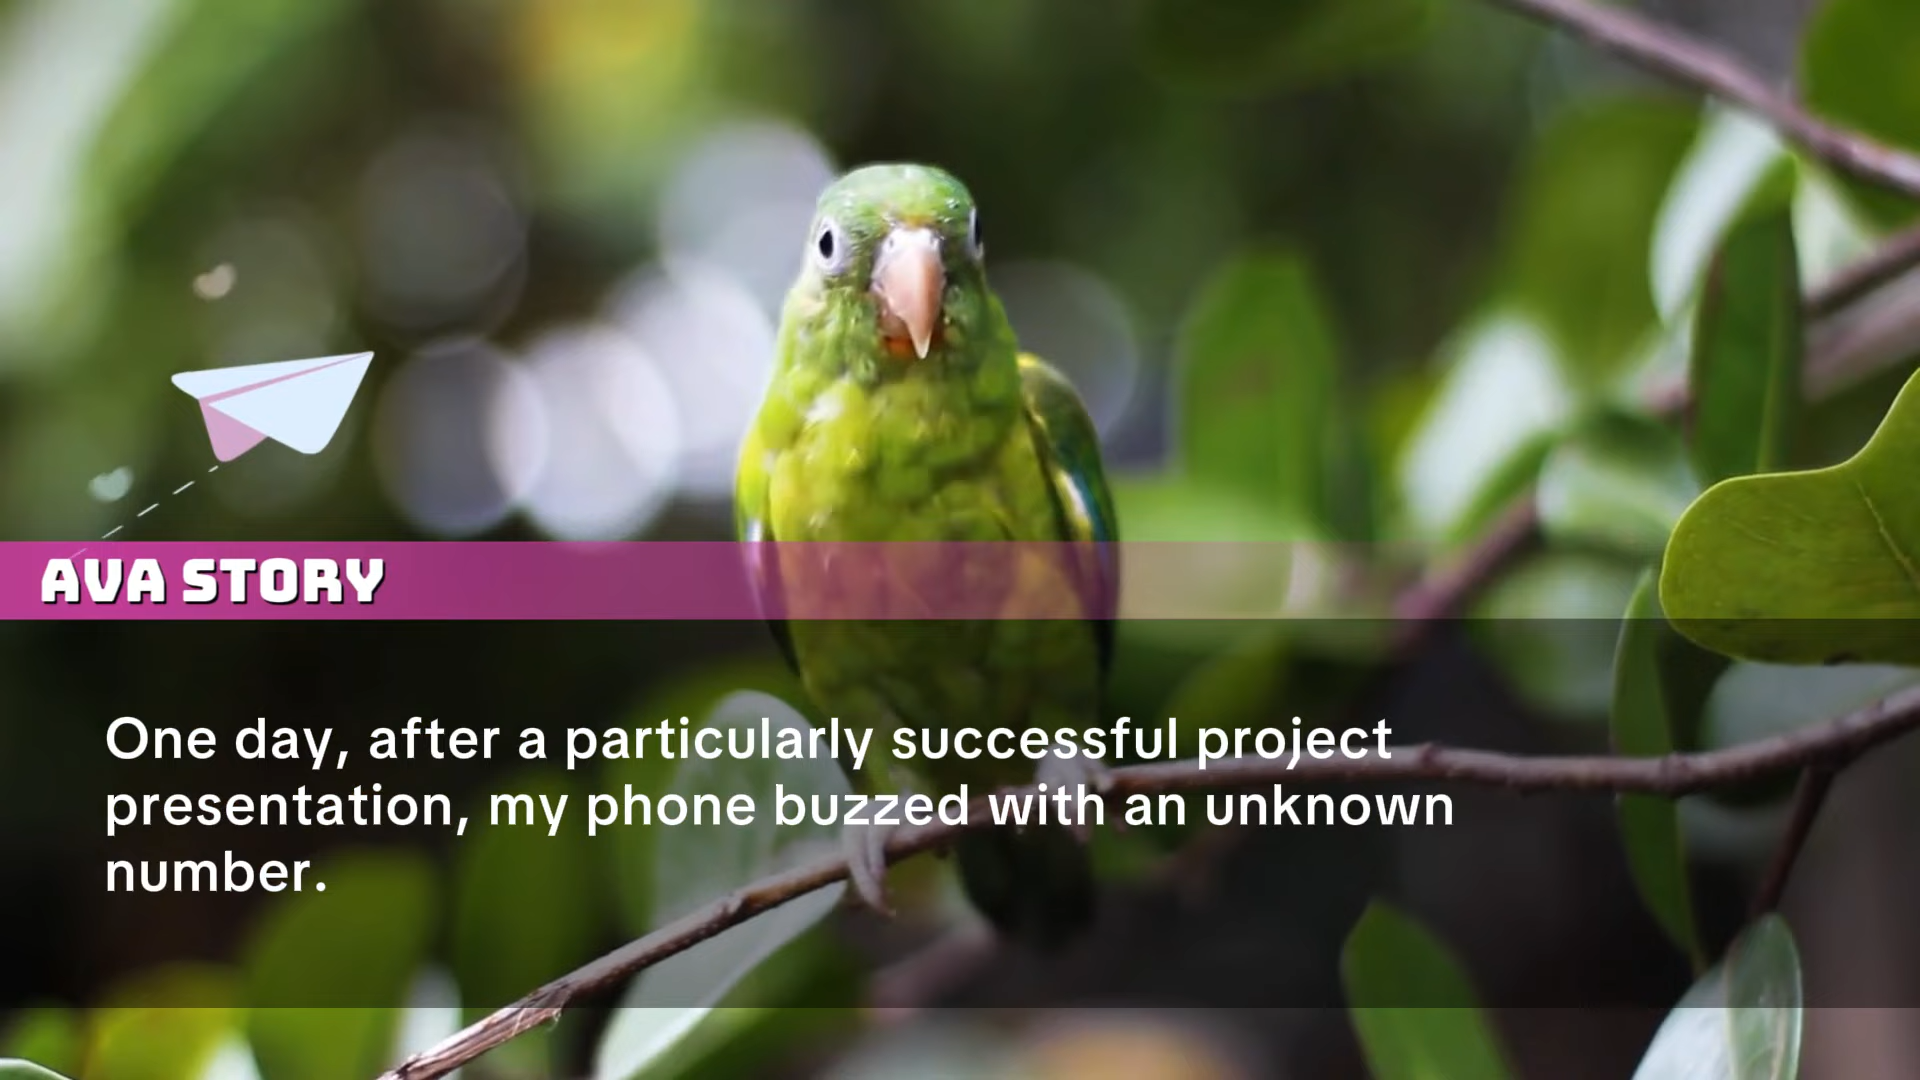 AVA STORY
One day, after a particularly successful project
presentation, my phone buzzed with an unknown
number.